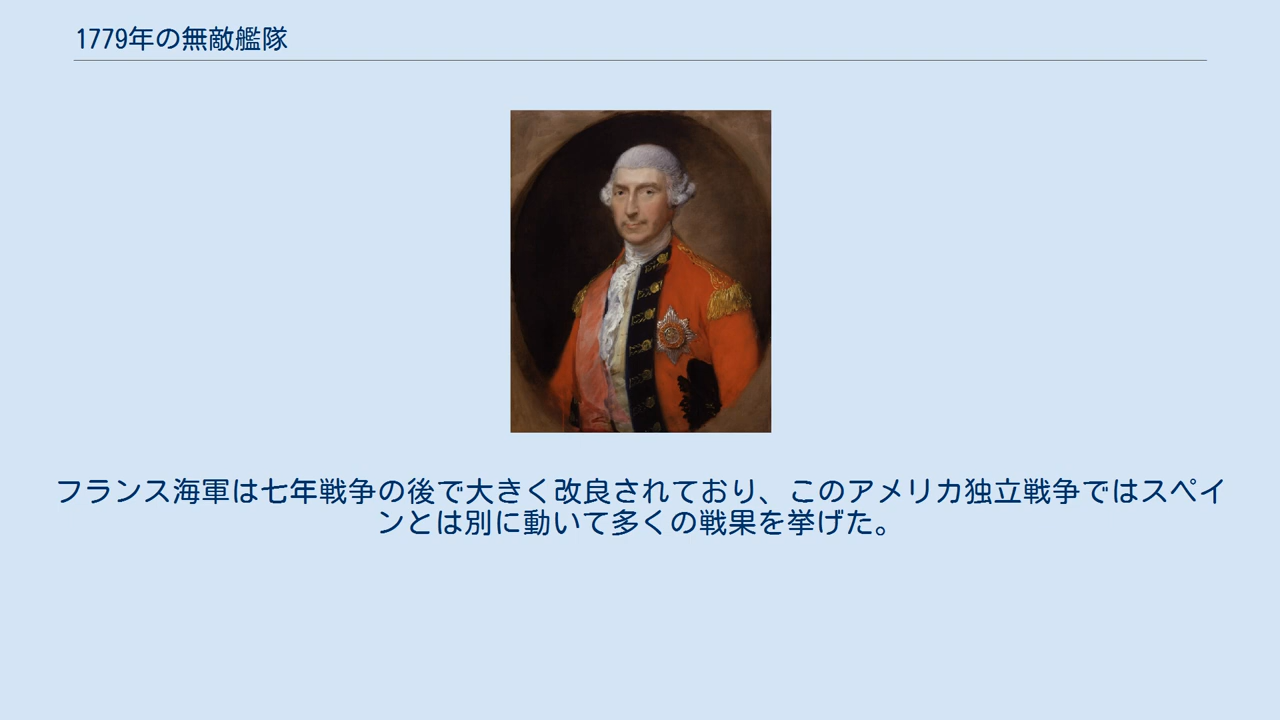 1779年の無敵艦隊
フランス海軍は七年戦争の後で大きく改良されており、このアメリカ独立戦争ではスペイ
ンとは別に動いて多くの戦果を挙げた。